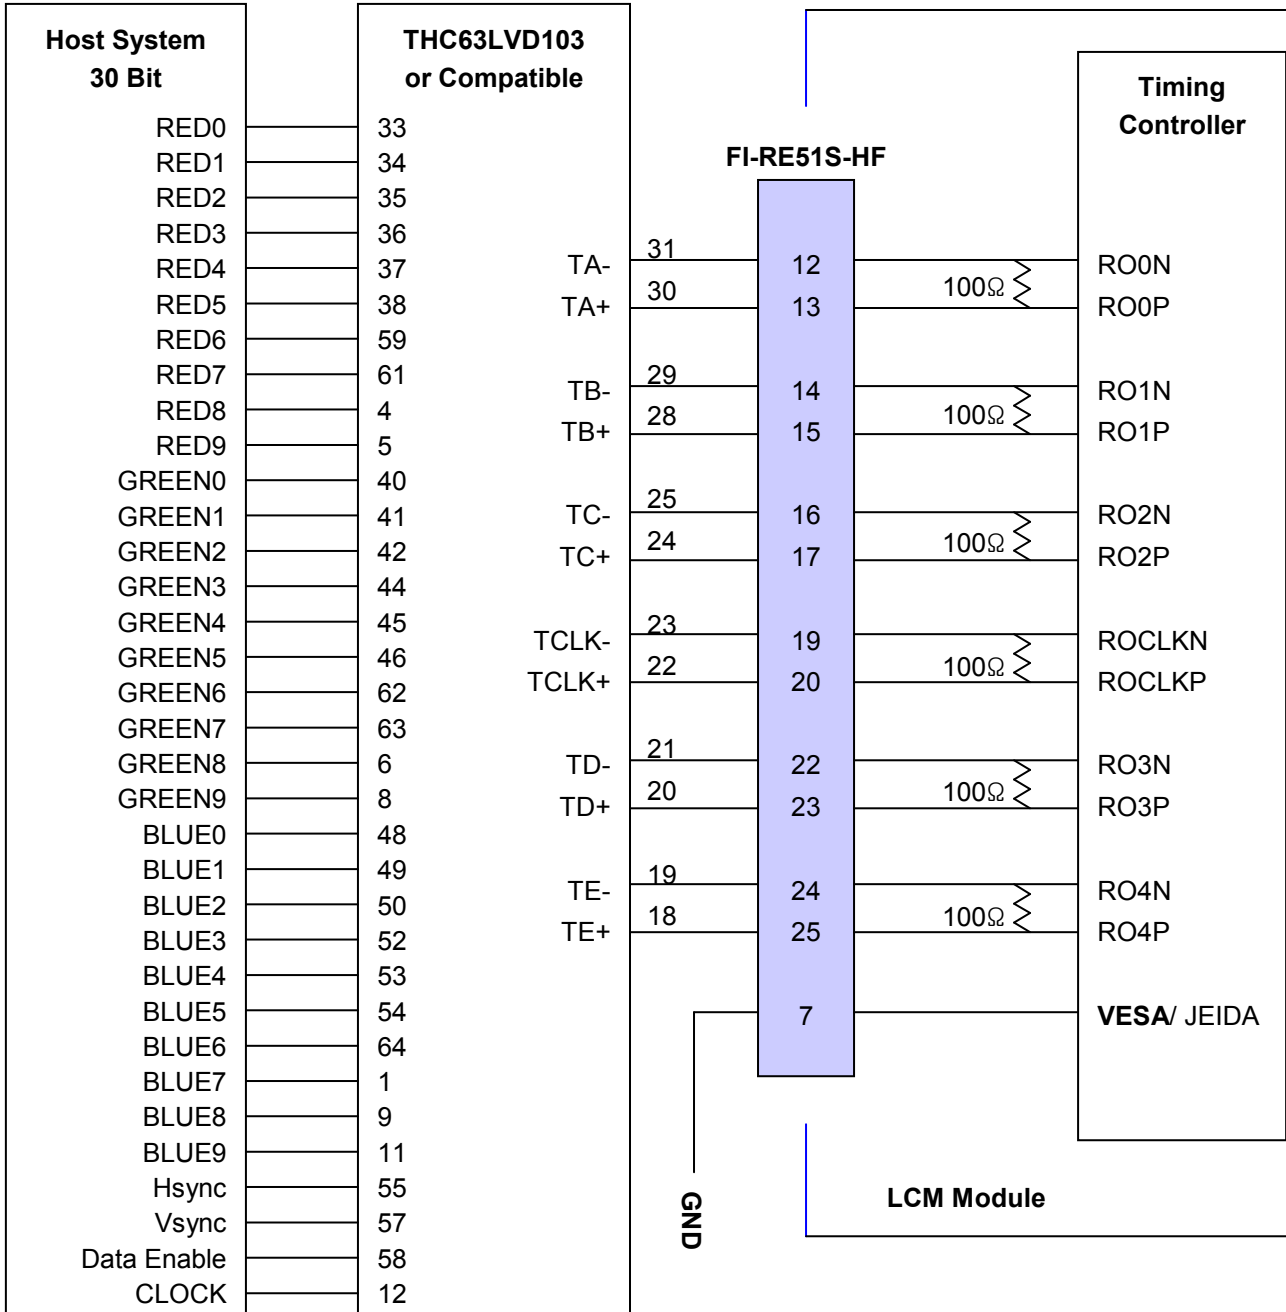 Host System
30 Bit
RED0 33
RED1 34
RED2 35
RED3 36
RED4 37
RED5 38
RED6 59
RED7 61
RED8 4
RED9 5
GREEN0 40
GREEN1 41
GREEN2 42
GREEN3 44
GREEN4 45
GREEN5 46
GREEN6 62
GREEN7 63
GREEN8 6
GREEN9 8
BLUE0 48
BLUE1 49
BLUE2 50
BLUE3 52
BLUE4 53
BLUE5 54
BLUE6 64
BLUE7 1
BLUE8 9
BLUE9 11
Hsync 55
Vsync 57
Data Enable 58
CLOCK 12
THC63LVD103
or Compatible
FI-RE51S-HF
Timing
Controller
TA- 31 12 RO0N
100Ω
TA+ 30 13 RO0P
TB- 29 14 RO1N
100Ω
TB+ 28 15 RO1P
TC- 25 16 RO2N
100Ω
TC+ 24 17 RO2P
TCLK- 23 19 ROCLKN
100Ω
TCLK+ 22 20 ROCLKP
TD- 21 22 RO3N
100Ω
TD+ 20 23 RO3P
TE- 19 24 RO4N
100Ω
TE+ 18 25 RO4P
7 VESA/ JEIDA
GND
LCM Module